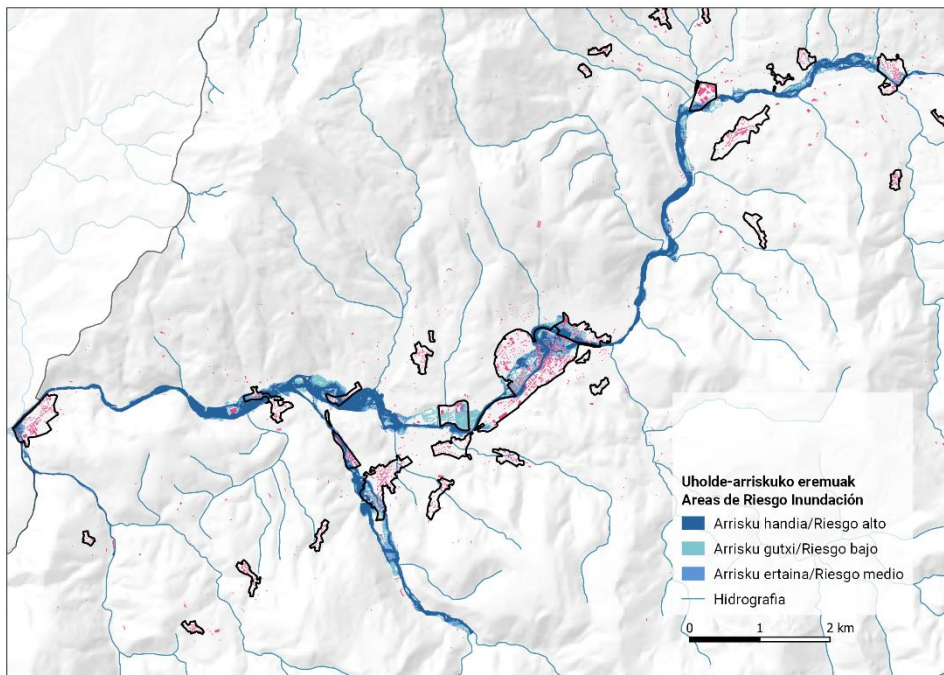 Uholde-arriskuko eremuak
Areas de Riesgo Inundación
Arrisku handia/Riesgo alto
Arrisku gutxi/Riesgo bajo
Arrisku ertaina/Riesgo medio
Hidrografia
0 1 2 km